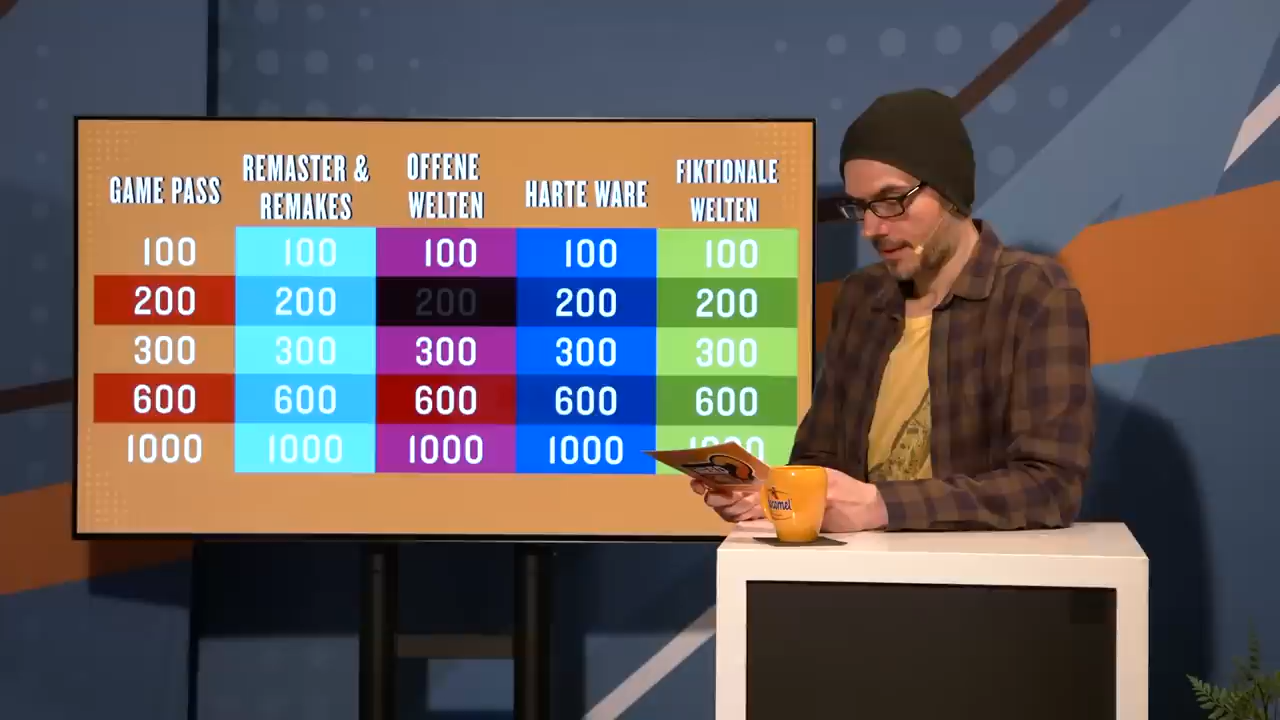 GAME PASS
REMASTER &
REMAKES
OFFENE
WELTEN
HARTE WARE
FIKTIONALE
WELTEN
100 100 100 100 100
200 200 200 200 200
300 300 300 300 300
600 600 600 600 600
1000 1000 1000 1000 1000